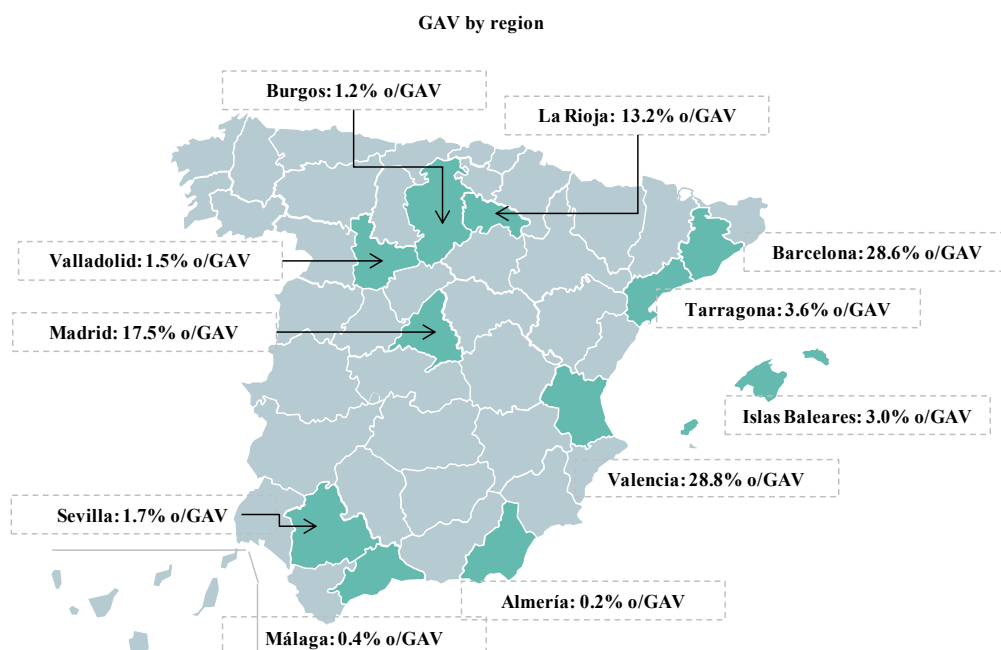 GAV by region
Burgos: 1.2% o/GAV
La Rioja: 13.2% o/GAV
Valladolid: 1.5% o/GAV
Barcelona: 28.6% o/GAV
Tarragona: 3.6% o/GAV
Madrid: 17.5% o/GAV
Islas Baleares: 3.0% o/GAV
Valencia: 28.8% o/GAV
Sevilla: 1.7% o/GAV
Almería: 0.2% o/GAV
Málaga: 0.4% o/GAV